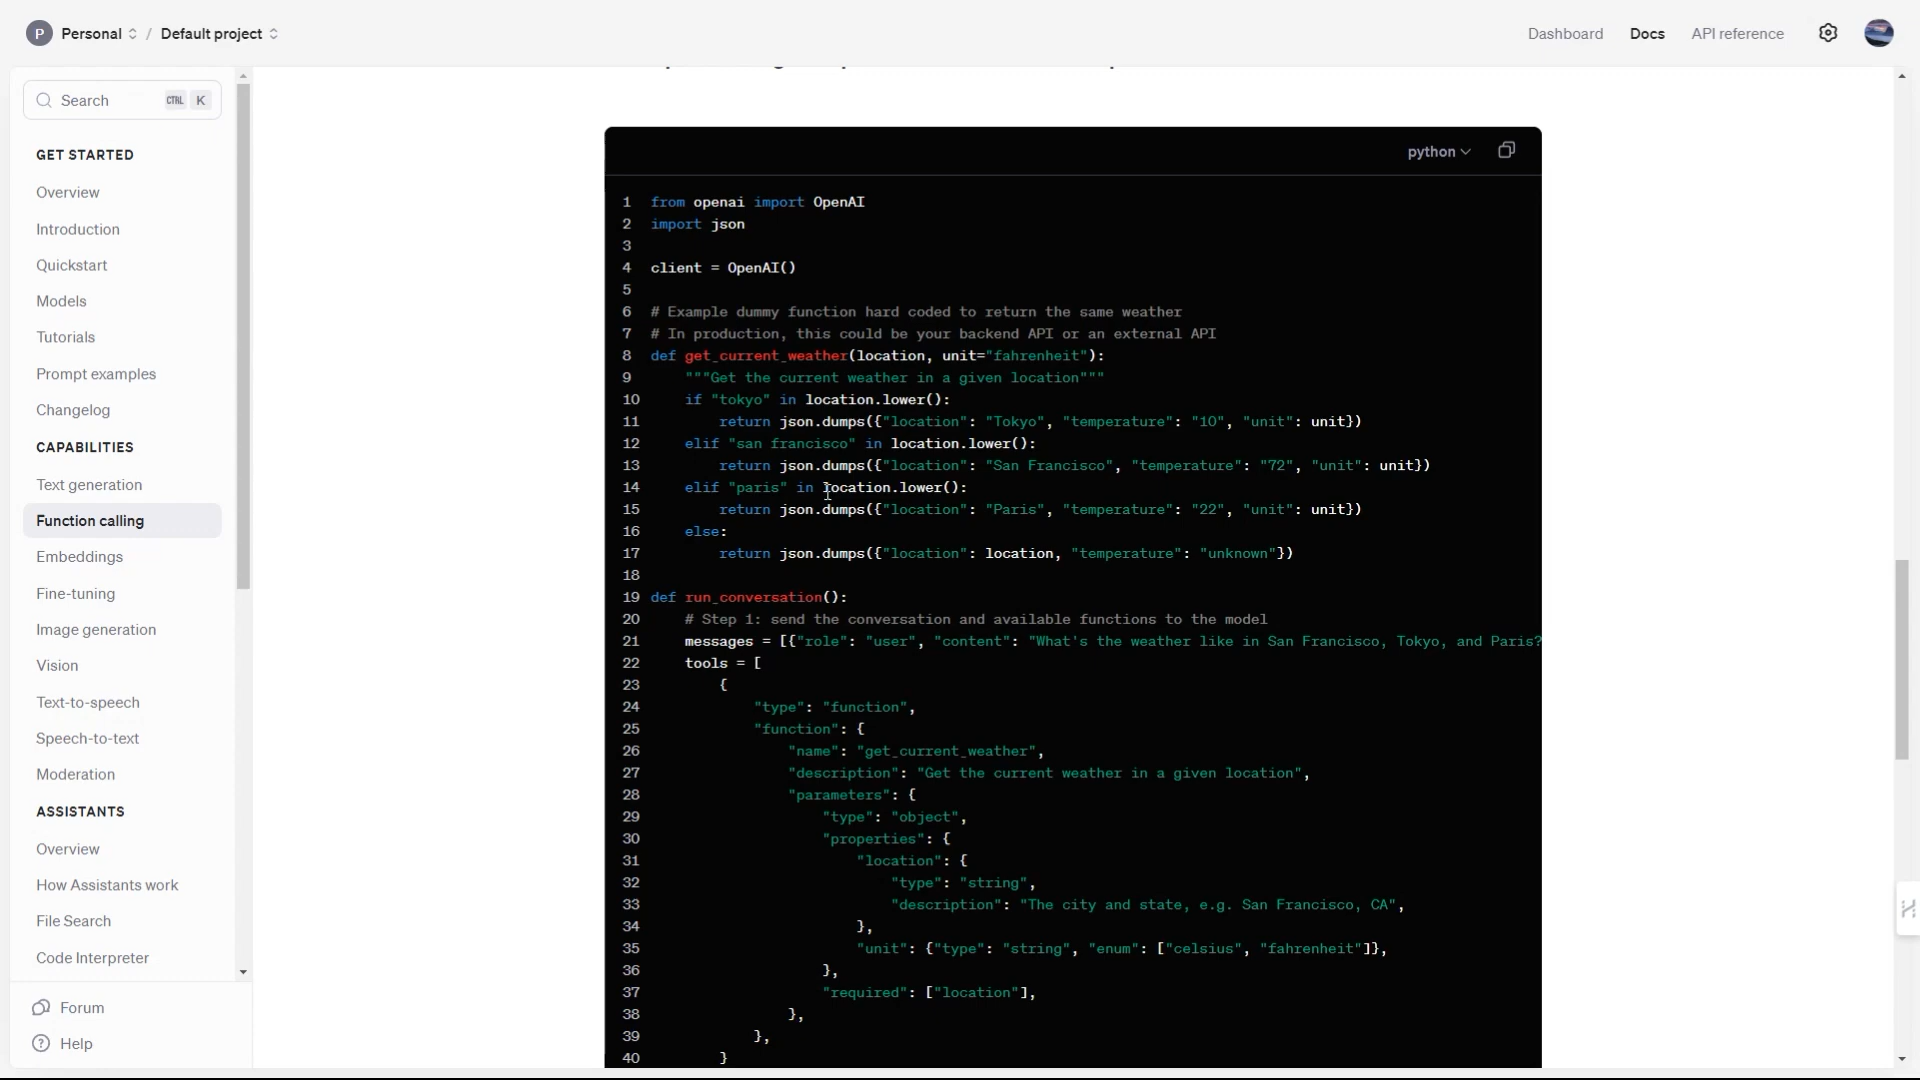 P Personal / Default project
Dashboard Docs API reference
Search CTRL K
GET STARTED
Overview
Introduction
Quickstart
Models
Tutorials
Prompt examples
Changelog
CAPABILITIES
Text generation
Function calling
Embeddings
Fine-tuning
Image generation
Vision
Text-to-speech
Speech-to-text
Moderation
ASSISTANTS
Overview
How Assistants work
File Search
Code Interpreter
Forum
Help
python
1 from openai import OpenAI
2 import json
3
4 client = OpenAI()
5
6 # Example dummy function hard coded to return the same weather
7 # In production, this could be your backend API or an external API
8 def get_current_weather(location, unit="fahrenheit"):
9     """Get the current weather in a given location"""
10     if "tokyo" in location.lower():
11         return json.dumps({"location": "Tokyo", "temperature": "10", "unit": unit})
12     elif "san francisco" in location.lower():
13         return json.dumps({"location": "San Francisco", "temperature": "72", "unit": unit})
14     elif "paris" in location.lower():
15         return json.dumps({"location": "Paris", "temperature": "22", "unit": unit})
16     else:
17         return json.dumps({"location": location, "temperature": "unknown"})
18
19 def run_conversation():
20     # Step 1: send the conversation and available functions to the model
21     messages = [{"role": "user", "content": "What's the weather like in San Francisco, Tokyo, and Paris?
22     tools = [
23         {
24             "type": "function",
25             "function": {
26                 "name": "get_current_weather",
27                 "description": "Get the current weather in a given location",
28                 "parameters": {
29                     "type": "object",
30                     "properties": {
31                         "location": {
32                             "type": "string",
33                             "description": "The city and state, e.g. San Francisco, CA",
34                         },
35                         "unit": {"type": "string", "enum": ["celsius", "fahrenheit"]},
36                     },
37                     "required": ["location"],
38                 },
39             },
40         }